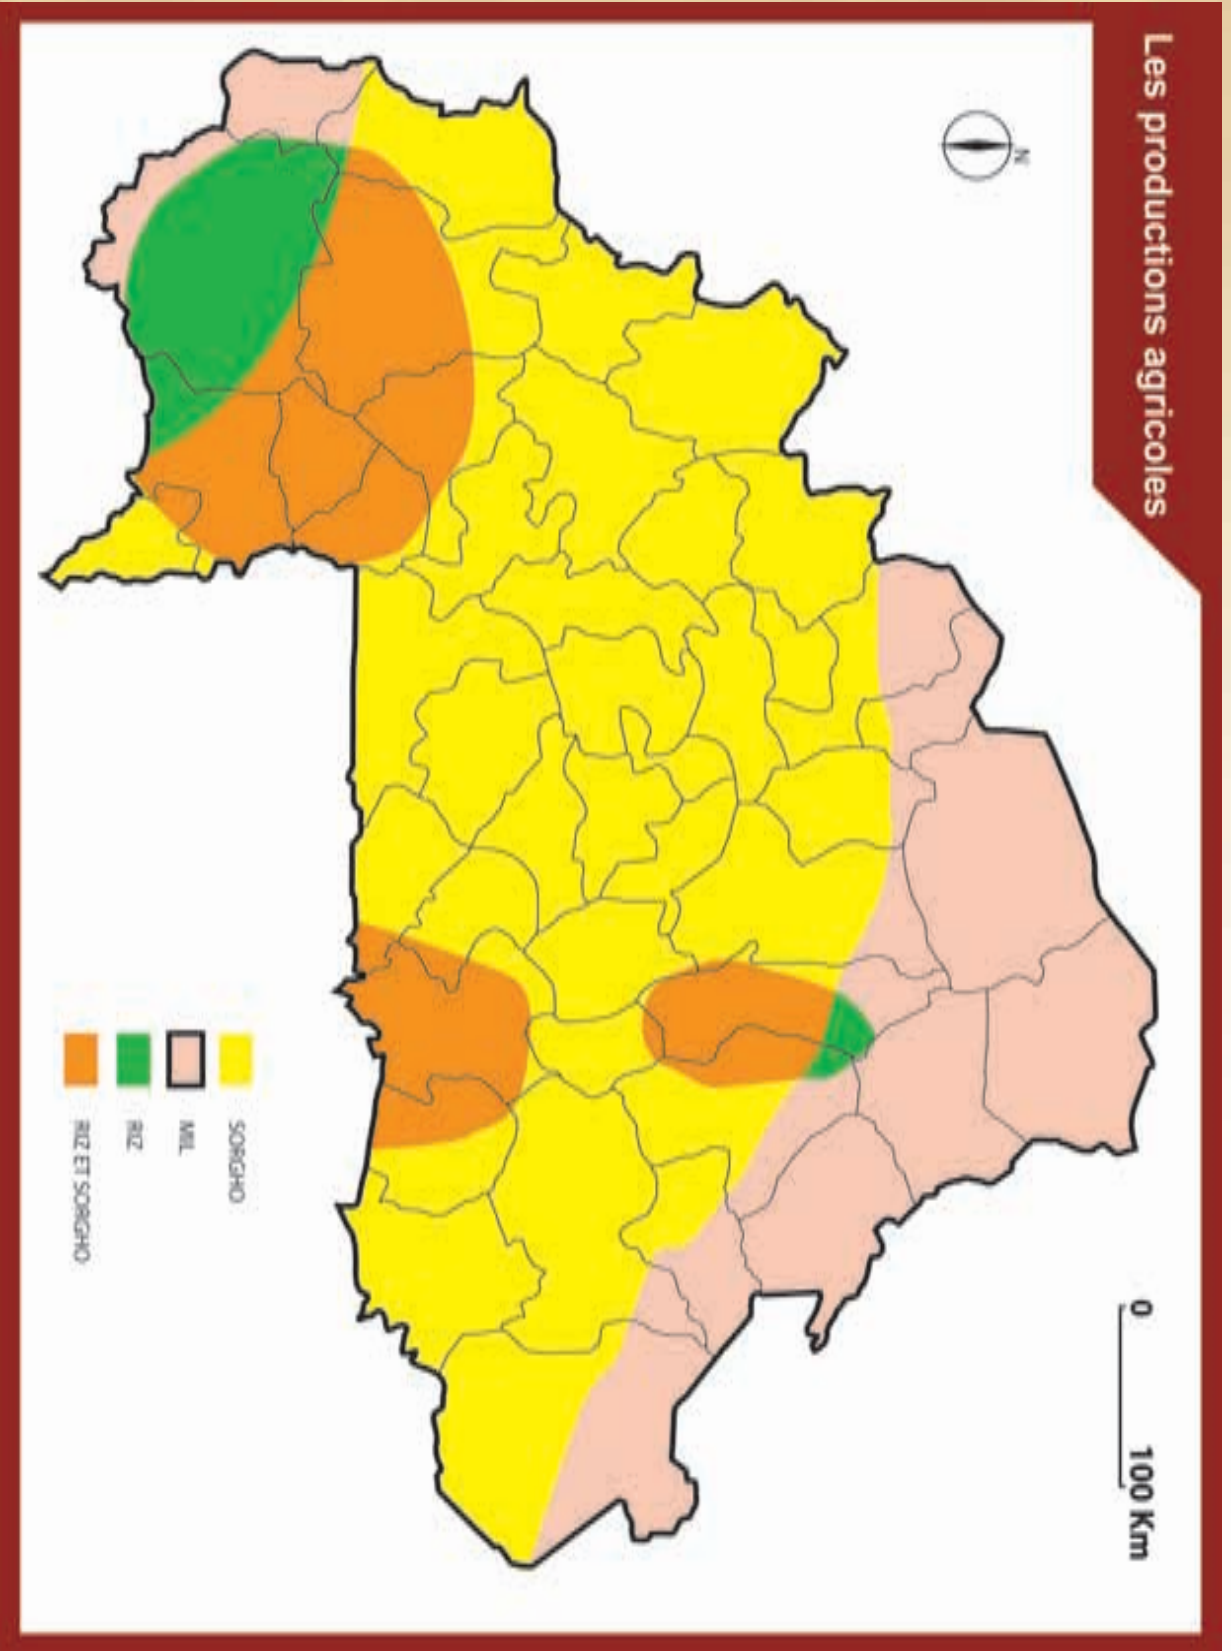 Les productions agricoles
N
0 100 Km
SORGHO
MIL
RIZ
RIZ ET SORGHO